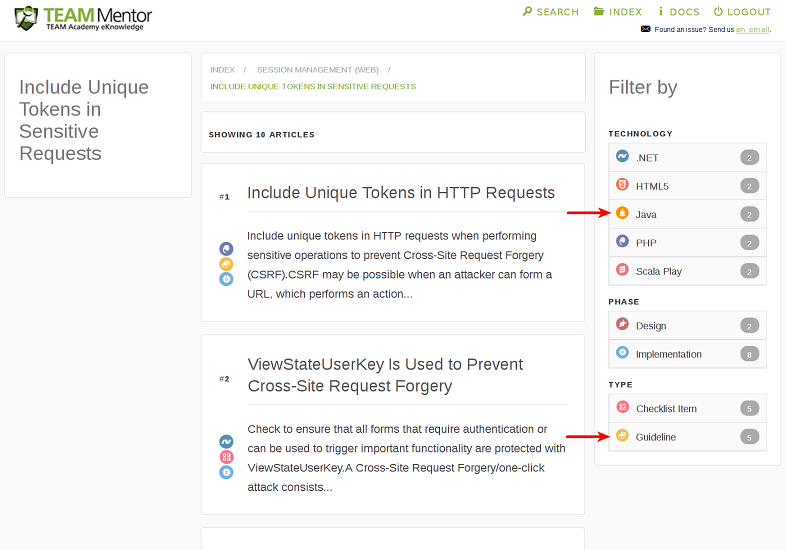 TEAM Mentor
TEAM Academy eKnowledge
SEARCH INDEX DOCS LOGOUT
Found an issue? Send us an email.
Include Unique
Tokens in
Sensitive
Requests
INDEX / SESSION MANAGEMENT (WEB) /
INCLUDE UNIQUE TOKENS IN SENSITIVE REQUESTS
SHOWING 10 ARTICLES
#1
Include Unique Tokens in HTTP Requests
Include unique tokens in HTTP requests when performing
sensitive operations to prevent Cross-Site Request Forgery
(CSRF).CSRF may be possible when an attacker can form a
URL, which performs an action...
#2
ViewStateUserKey Is Used to Prevent
Cross-Site Request Forgery
Check to ensure that all forms that require authentication or
can be used to trigger important functionality are protected with
ViewStateUserKey.A Cross-Site Request Forgery/one-click
attack consists...
Filter by
TECHNOLOGY
.NET 2
HTML5 2
Java 2
PHP 2
Scala Play 2
PHASE
Design 2
Implementation 8
TYPE
Checklist Item 5
Guideline 5